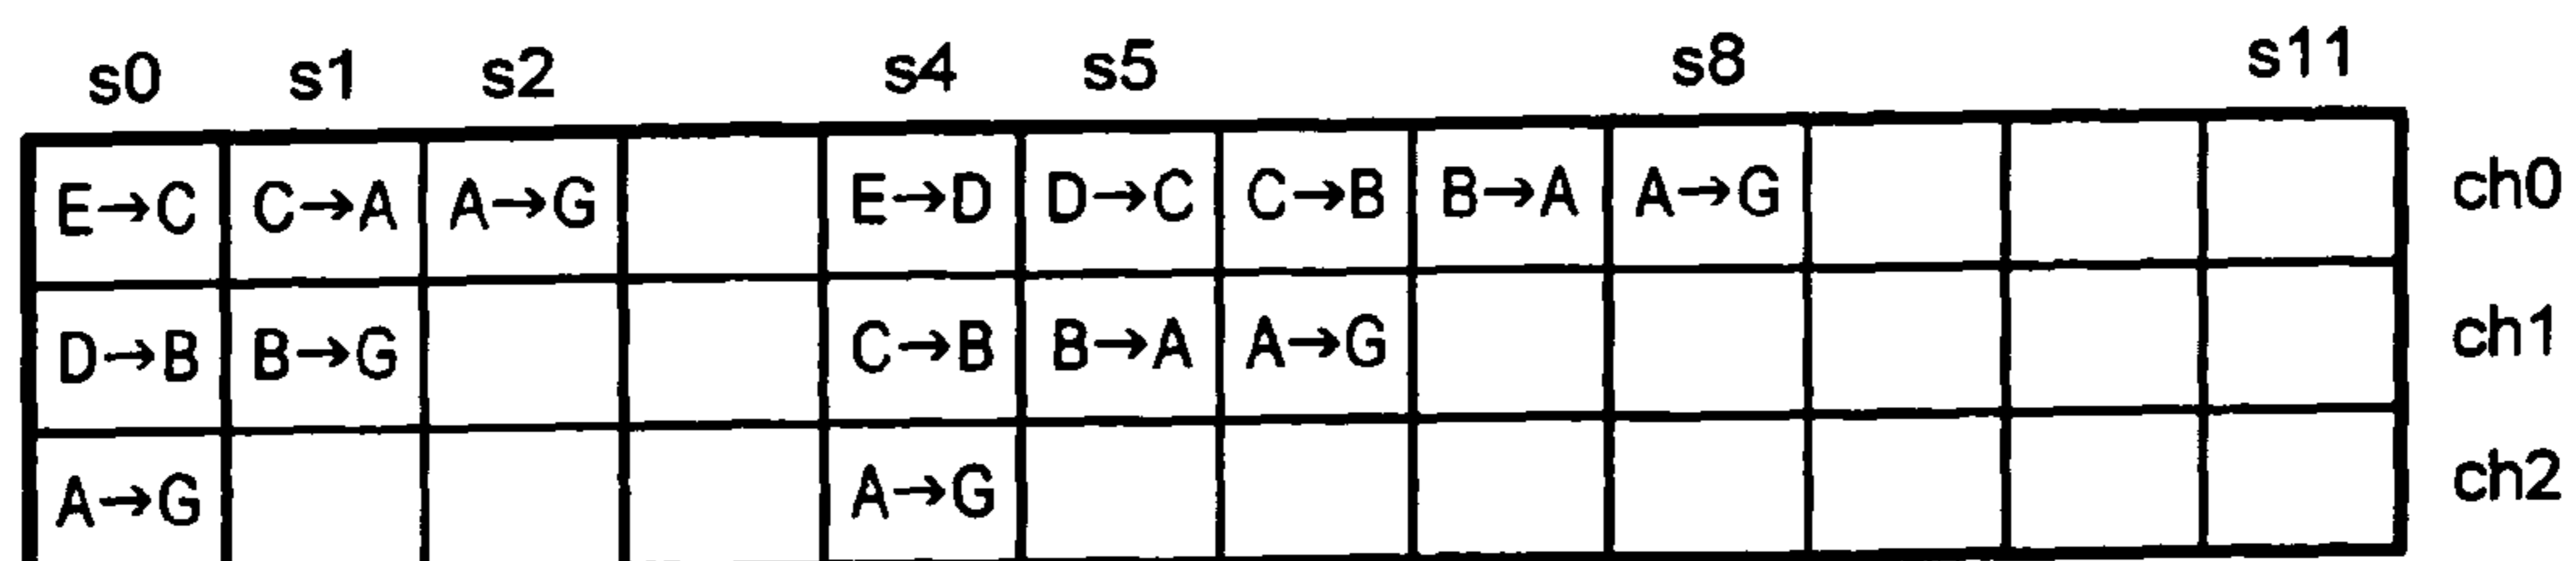 s0 s1 s2 s4 s5 s8 s11
E→C C→A A→G E→D D→C C→B B→A A→G ch0
D→B B→G C→B B→A A→G ch1
A→G A→G ch2